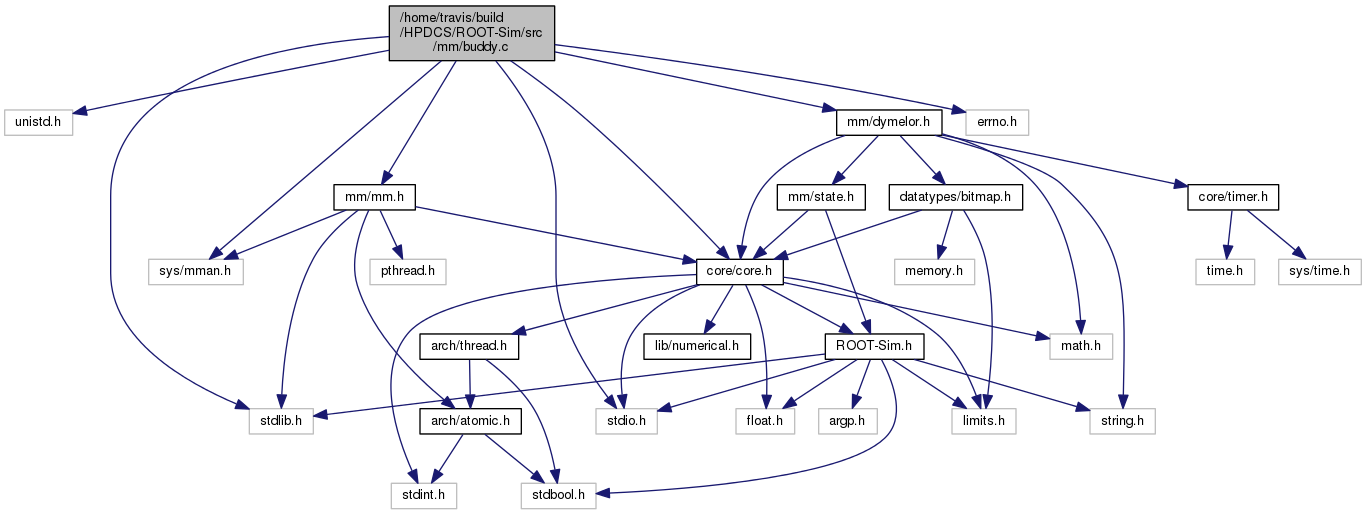 /home/travis/build
/HPDCS/ROOT-Sim/src
/mm/buddy.c
unistd.h
mm/dymelor.h
errno.h
mm/mm.h
mm/state.h
datatypes/bitmap.h
core/timer.h
sys/mman.h
pthread.h
core/core.h
memory.h
time.h
sys/time.h
arch/thread.h
lib/numerical.h
ROOT-Sim.h
math.h
stdlib.h
arch/atomic.h
stdio.h
float.h
argp.h
limits.h
string.h
stdint.h
stdbool.h